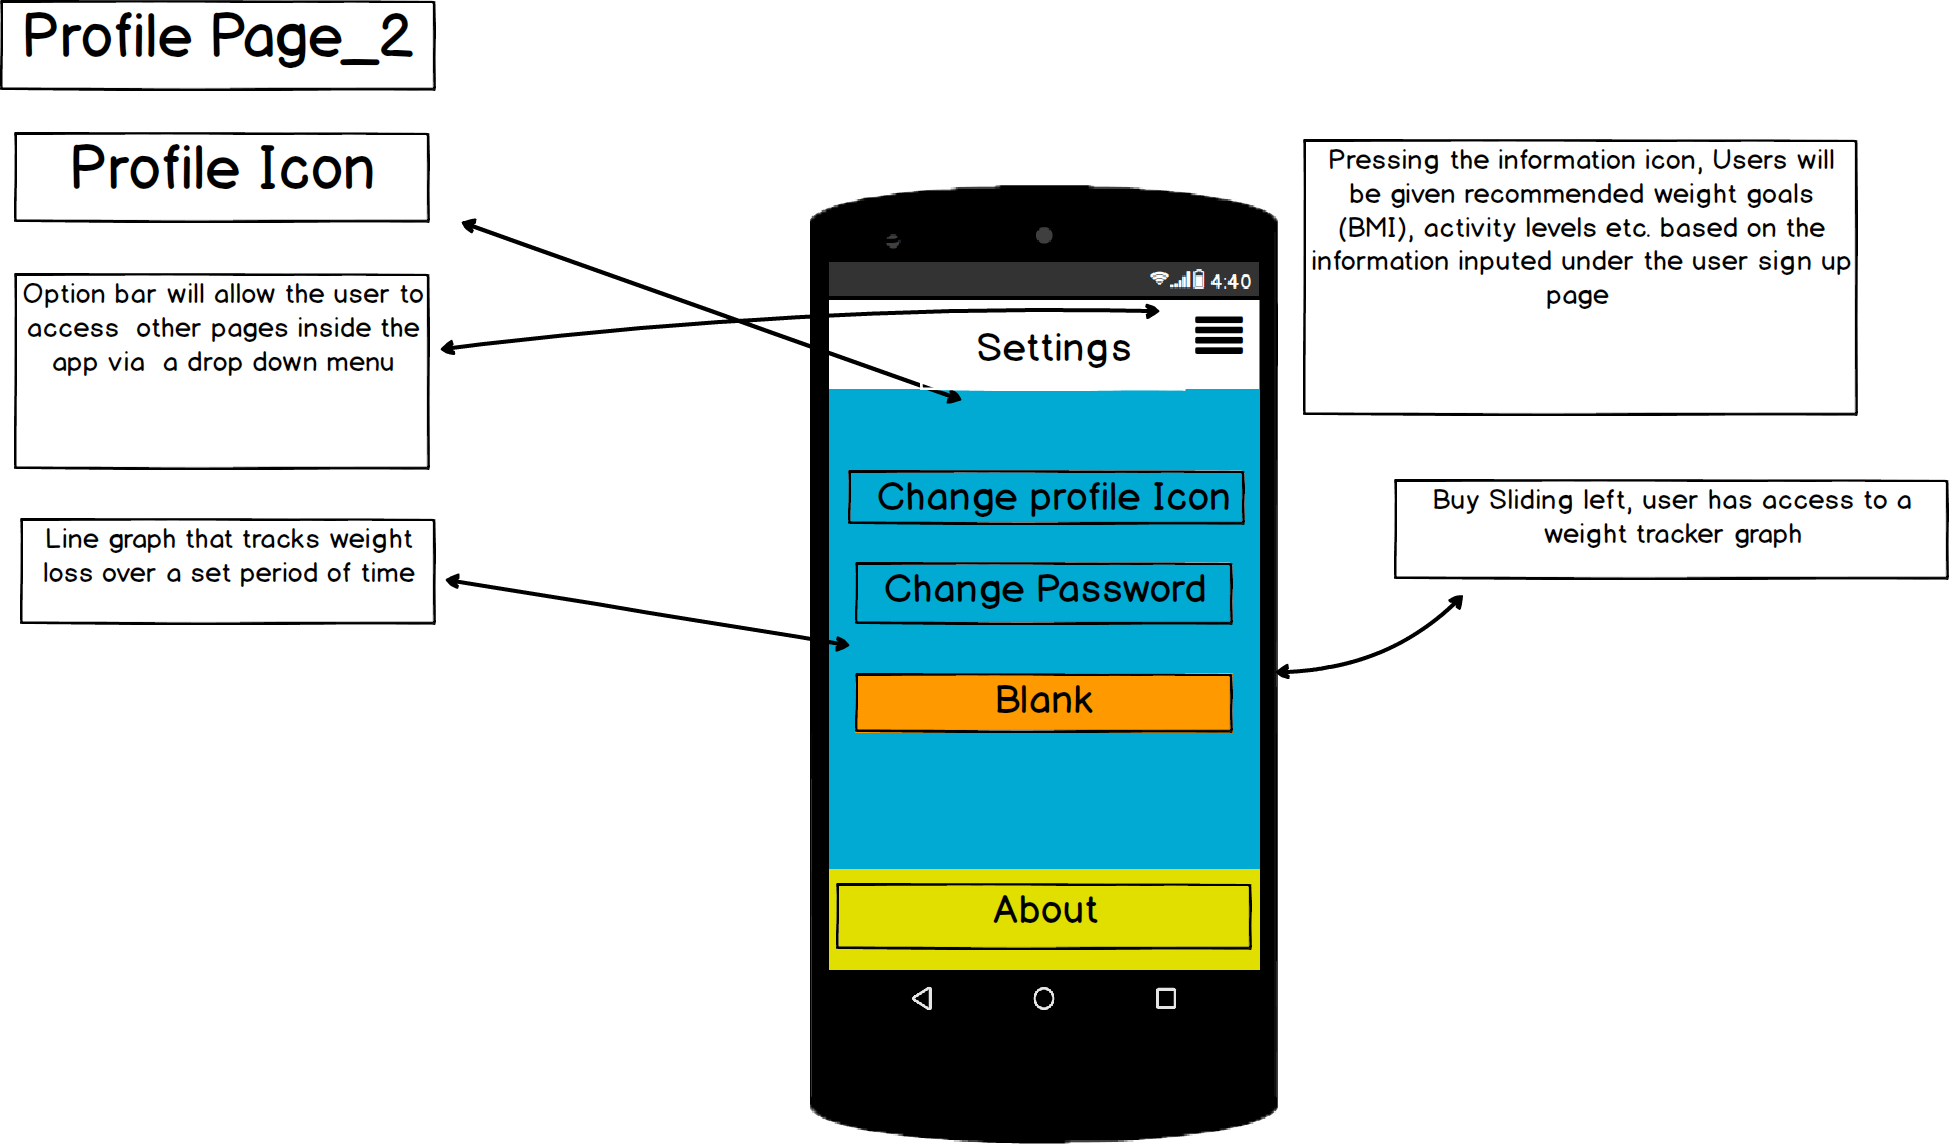 Profile Page_2
Profile Icon
Option bar will allow the user to
access other pages inside the
app via a drop down menu
Line graph that tracks weight
loss over a set period of time
4:40
Settings
Change profile Icon
Change Password
Blank
About
Pressing the information icon, Users will
be given recommended weight goals
(BMI), activity levels etc. based on the
information inputed under the user sign up
page
Buy Sliding left, user has access to a
weight tracker graph